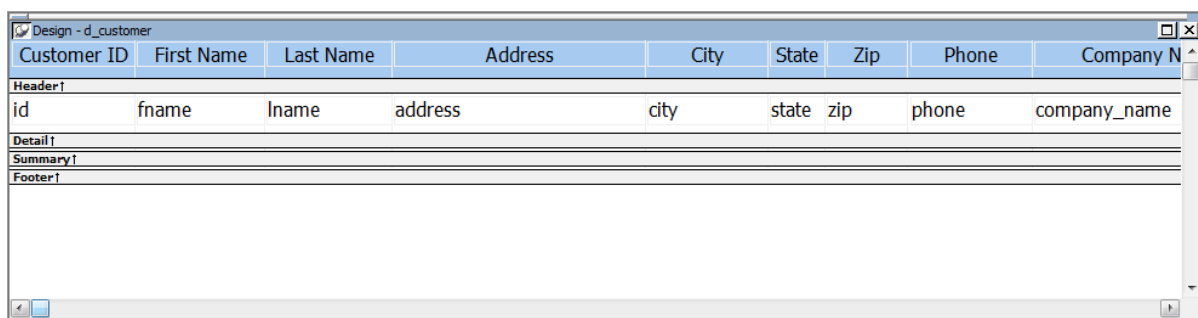 Design - d_customer
Customer ID First Name Last Name Address City State Zip Phone Company N
Header↑
id fname lname address city state zip phone company_name
Detail↑
Summary↑
Footer↑